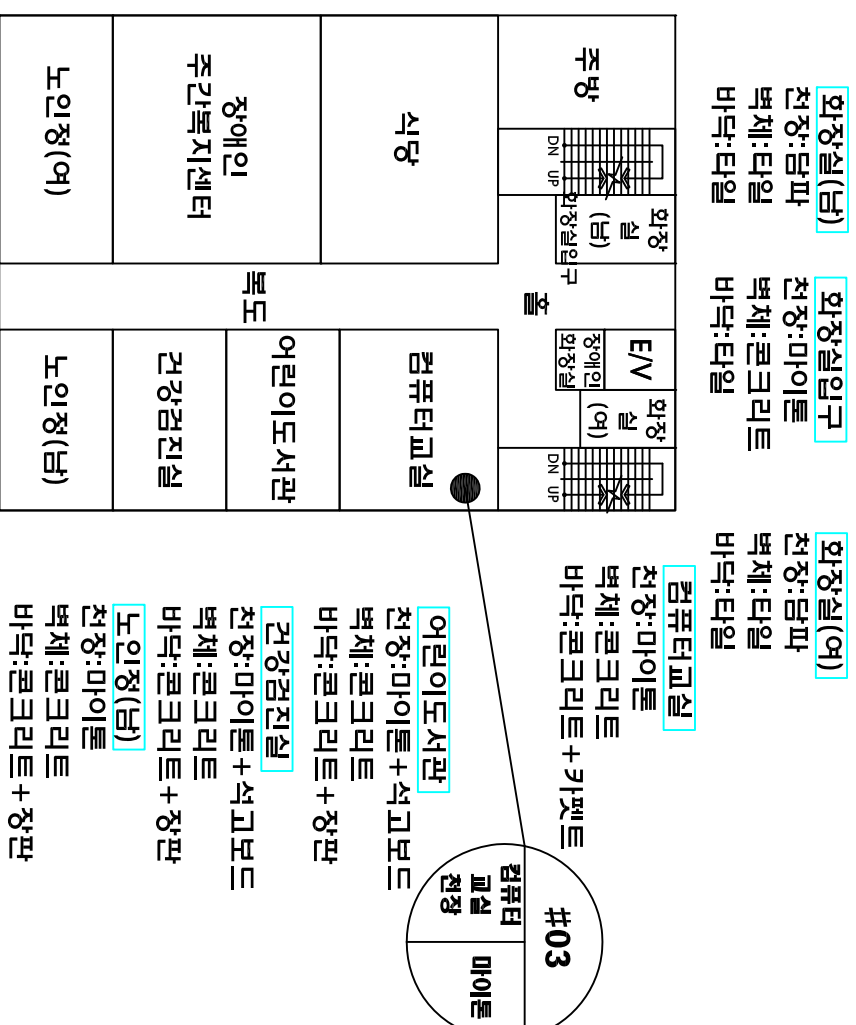 화장실(남)
천장:담파
벽체:타일
바닥:타일
화장실입구
천장:마이톤
벽체:콘크리트
바닥:타일
화장실(여)
천장:담파
벽체:타일
바닥:타일
주방
DN
UP
화장
실
(남)
화장실입구
홀
E/V
장애인
화장실
화장
실
(여)
DN
UP
식당
장애인
주간복지센터
노인정(여)
복도
컴퓨터교실
어린이도서관
건강검진실
노인정(남)
컴퓨터교실
천장:마이톤
벽체:콘크리트
바닥:콘크리트+카펫트
어린이도서관
천장:마이톤+석고보드
벽체:콘크리트
바닥:콘크리트+장판
건강검진실
천장:마이톤+석고보드
벽체:콘크리트
바닥:콘크리트+장판
노인정(남)
천장:마이톤
벽체:콘크리트
바닥:콘크리트+장판
#03
컴퓨터
교실
천장
마이톤